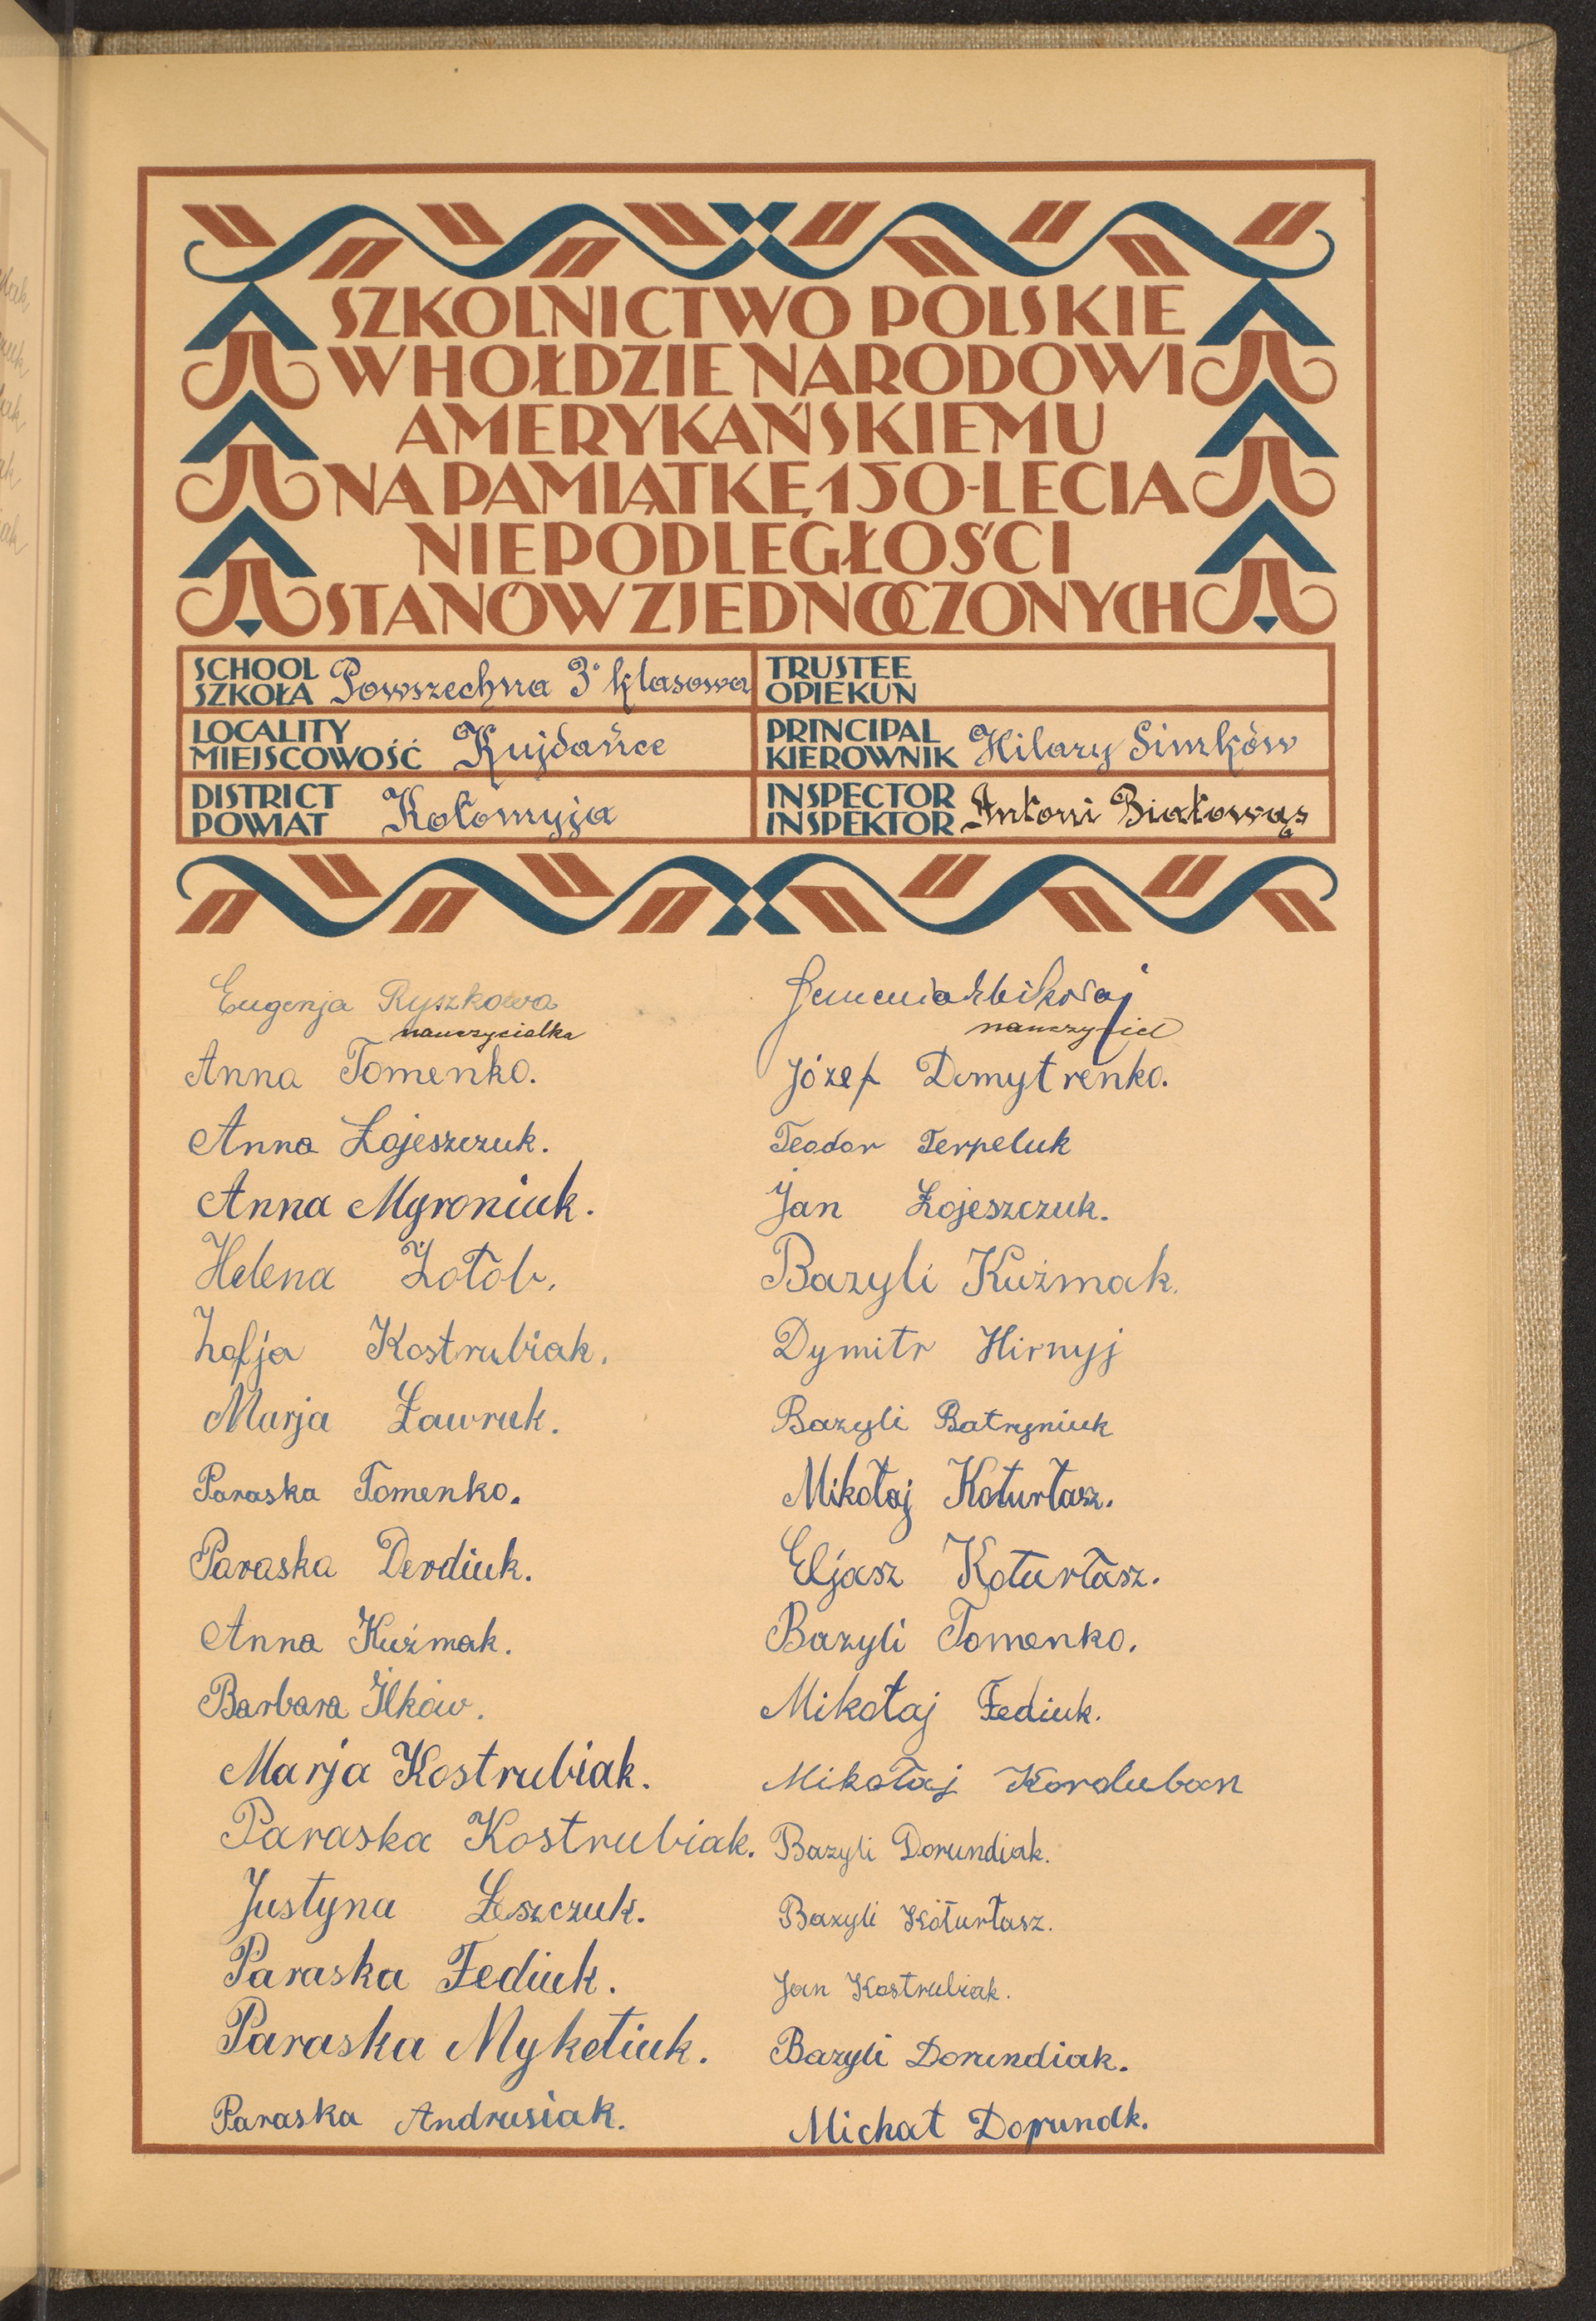 SZKOLNICTWO POLSKIE
W HOŁDZIE NARODOWI
AMERYKAŃSKIEMU
NA PAMIĄTKĘ 150-LECIA
NIEPODLEGŁOŚCI
STANÓW ZJEDNOCZONYCH
SCHOOL
SZKOŁA Powszechna 3 klasowa
TRUSTEE
OPIEKUN
LOCALITY
MIEJSCOWOŚĆ Kujdańce
PRINCIPAL
KIEROWNIK Hilary Simków
DISTRICT
POWIAT Kołomyja
INSPECTOR
INSPEKTOR Antoni Białowąs
Eugenja Ryszkowa
nauczycielka
Anna Tomenko.
Anna Łojeszczuk.
Anna Myroniuk.
Helena Żołob.
Zofja Kostrubiak.
Marja Ławruk.
Paraska Tomenko.
Paraska Derdiuk.
Anna Kuźmak.
Barbara Ilków.
Marja Kostrubiak.
Paraska Kostrubiak.
Justyna Łeszczuk.
Paraska Fediuk.
Paraska Myketiuk.
Paraska Andrusiak.
nauczyciel
Józef Dmytrenko.
Teodor Terpeluk
Jan Łojeszczuk.
Bazyli Kuźmak.
Dymitr Hirnyj
Bazyli Batryniuk
Mikołaj Koturłasz.
Eljasz Koturłasz.
Bazyli Tomenko.
Mikołaj Fediuk.
Mikołaj Korduban
Bazyli Dorundiak.
Bazyli Koturłasz.
Jan Kostrubiak.
Bazyli Dorundiak.
Michał Dorundk.